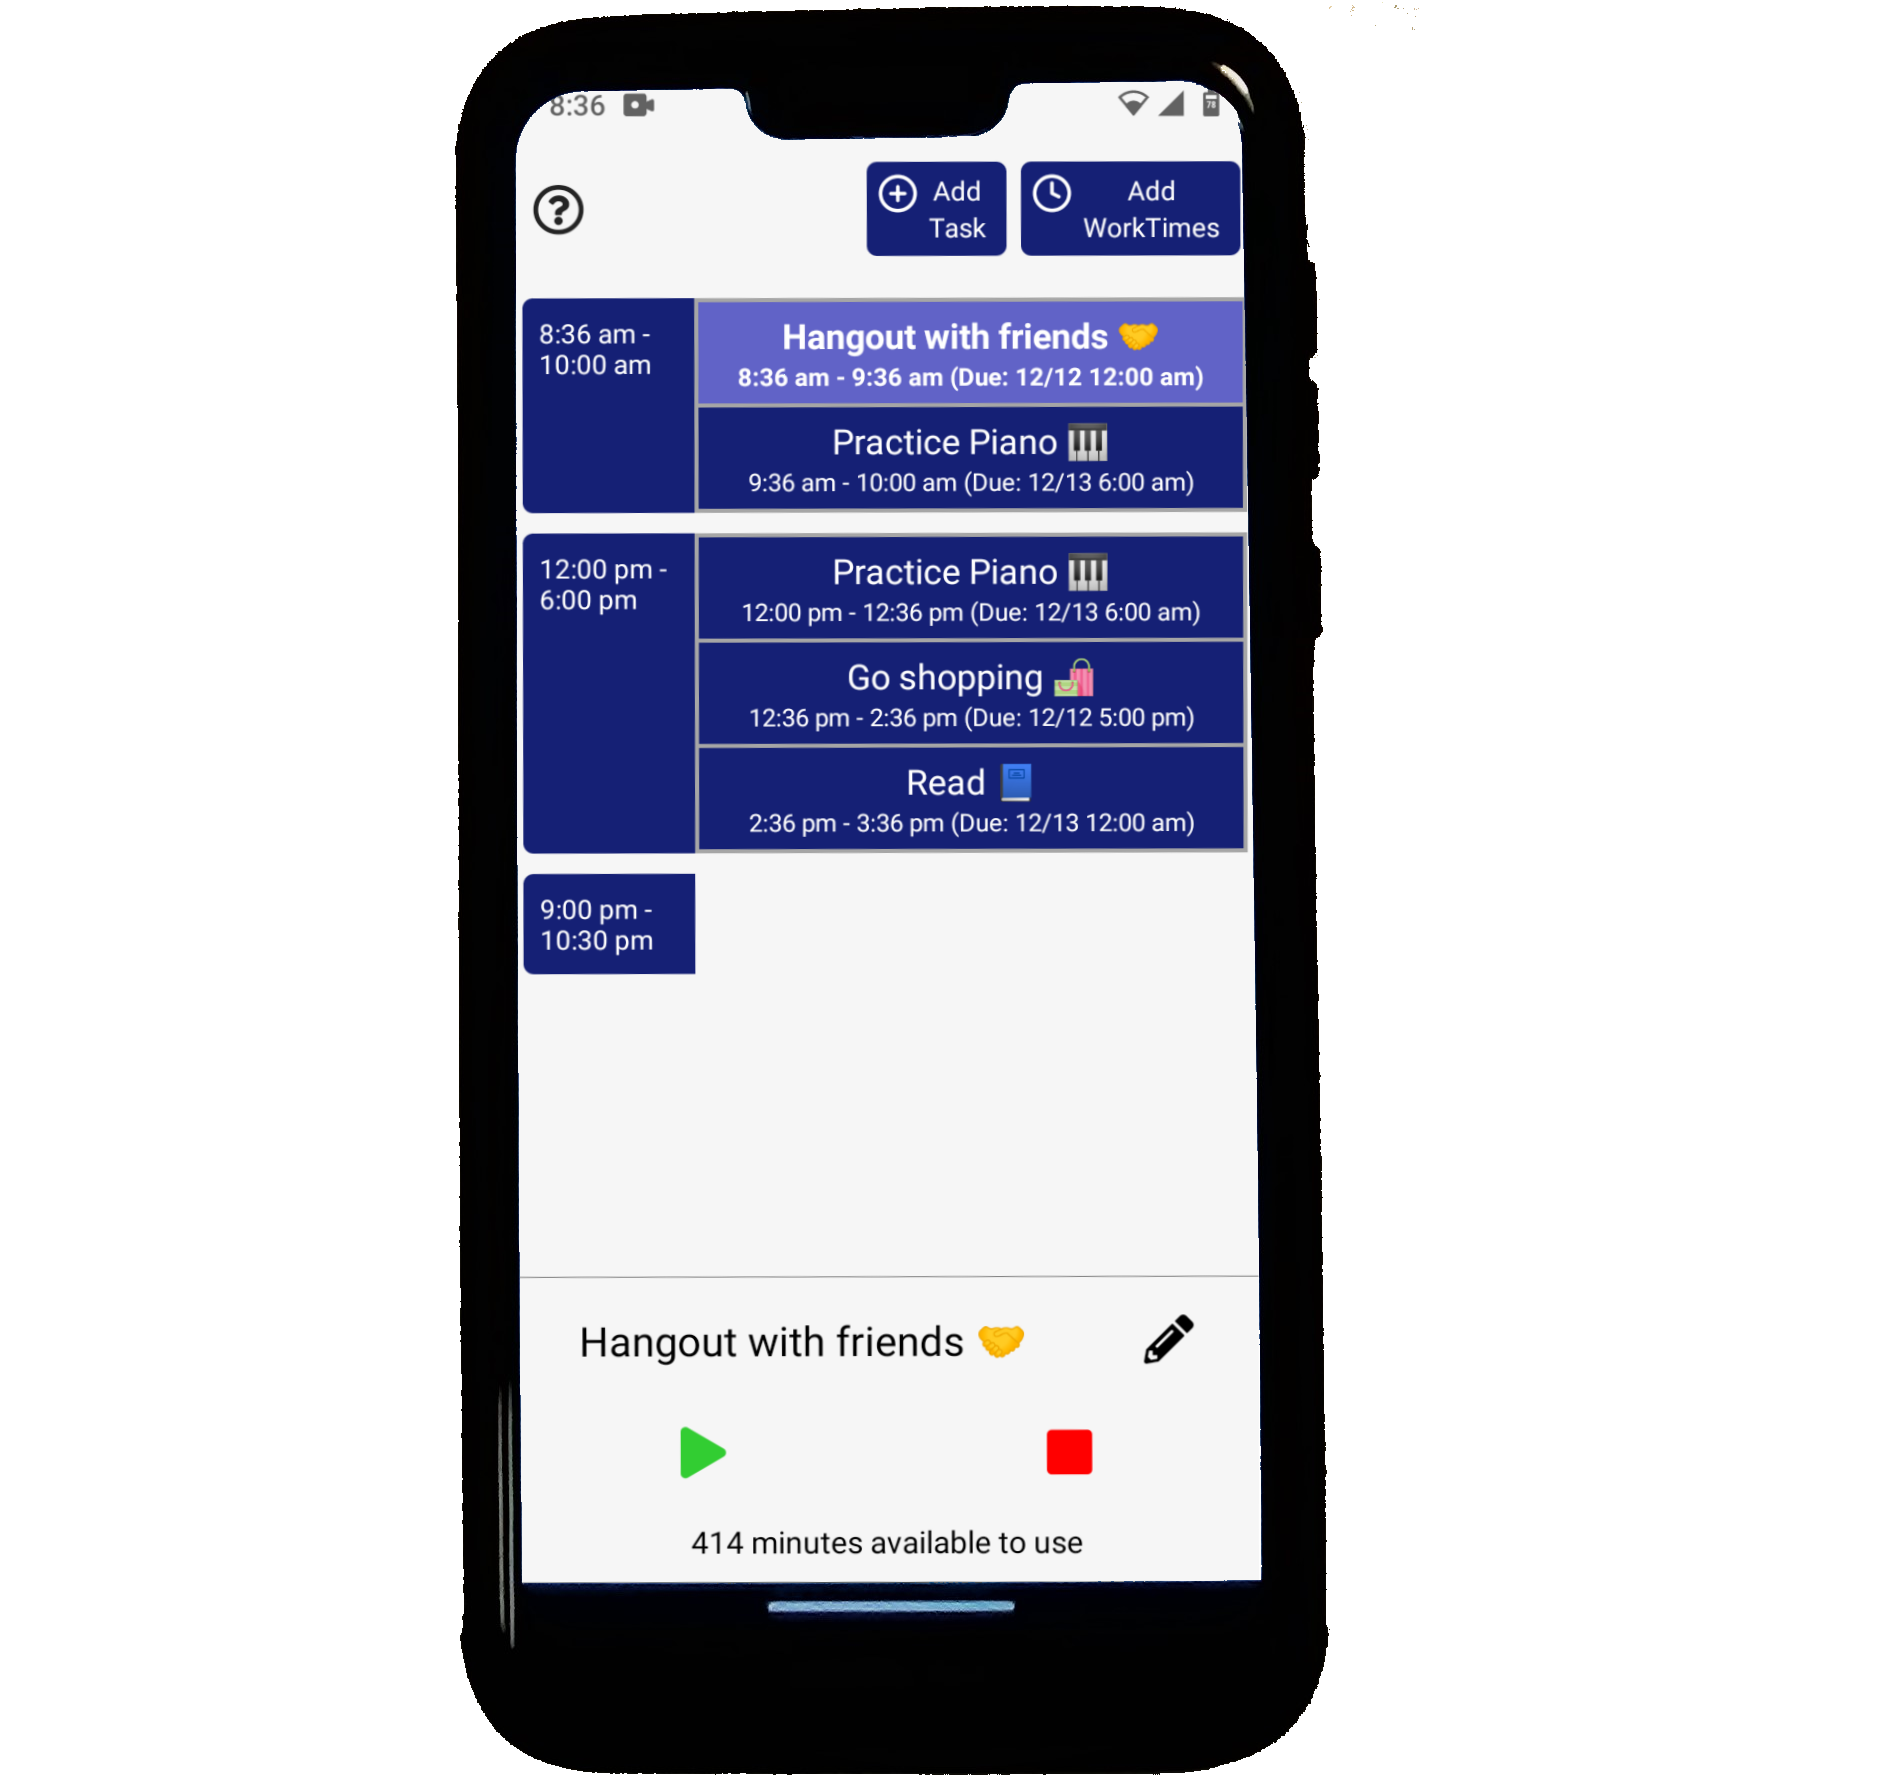 8:36
78
Add
Task
Add
WorkTimes
8:36 am -
10:00 am
Hangout with friends 🤝
8:36 am - 9:36 am (Due: 12/12 12:00 am)
Practice Piano 🎹
9:36 am - 10:00 am (Due: 12/13 6:00 am)
12:00 pm -
6:00 pm
Practice Piano 🎹
12:00 pm - 12:36 pm (Due: 12/13 6:00 am)
Go shopping 🛍️
12:36 pm - 2:36 pm (Due: 12/12 5:00 pm)
Read 📘
2:36 pm - 3:36 pm (Due: 12/13 12:00 am)
9:00 pm -
10:30 pm
Hangout with friends 🤝
414 minutes available to use